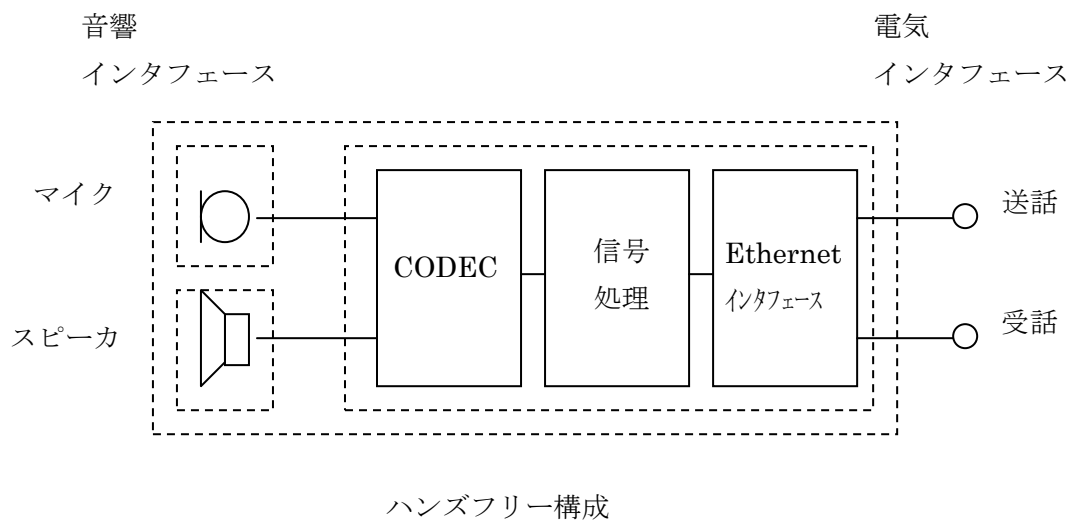 音響
インタフェース
電気
インタフェース
マイク
スピーカ
CODEC
信号
処理
Ethernet
インタフェース
送話
受話
ハンズフリー構成